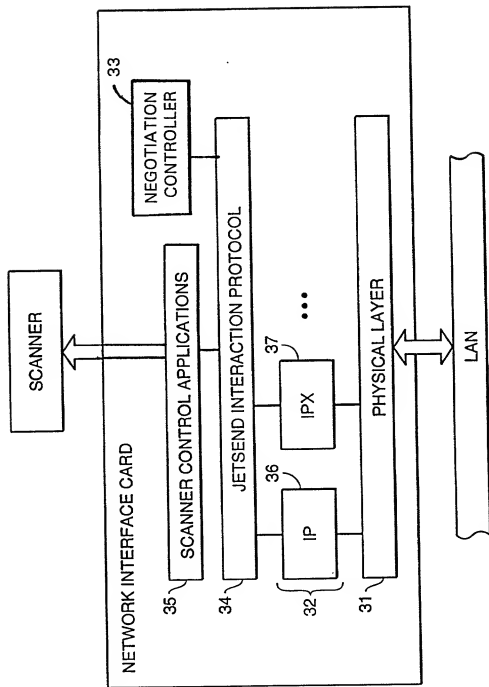 SCANNER
NETWORK INTERFACE CARD
33
NEGOTIATION
CONTROLLER
35
SCANNER CONTROL APPLICATIONS
34
JETSEND INTERACTION PROTOCOL
36
37
32
IP
IPX
...
31
PHYSICAL LAYER
LAN